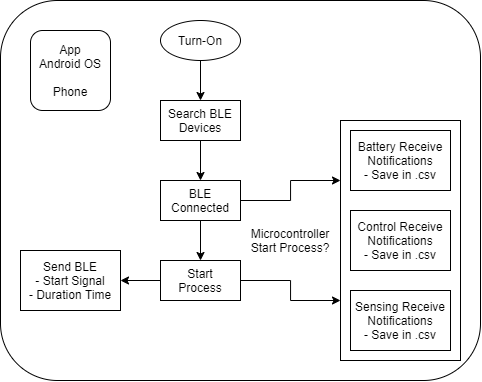 App
Android OS
Phone
Turn-On
Search BLE
Devices
BLE
Connected
Battery Receive
Notifications
- Save in .csv
Microcontroller
Start Process?
Control Receive
Notifications
- Save in .csv
Send BLE
- Start Signal
- Duration Time
Start
Process
Sensing Receive
Notifications
- Save in .csv